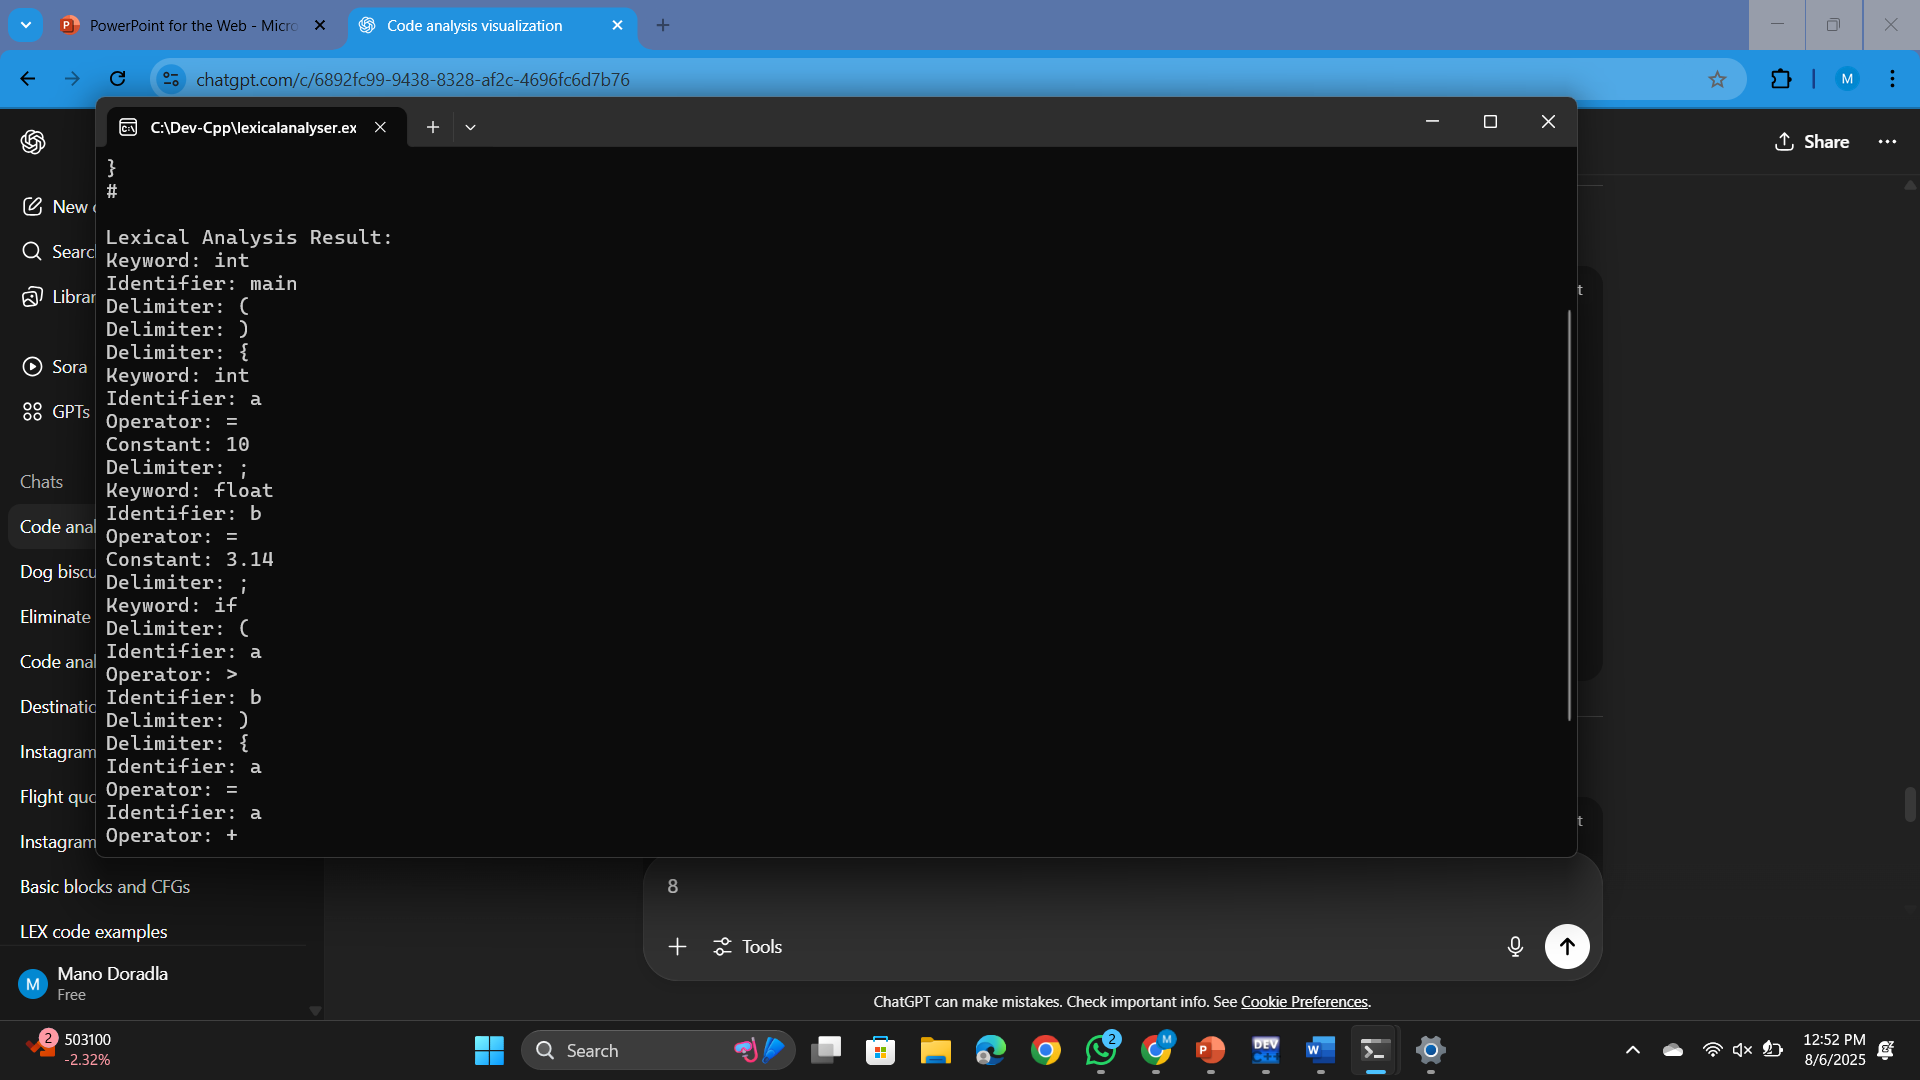 PowerPoint for the Web - Micro
Code analysis visualization
chatgpt.com/c/6892fc99-9438-8328-af2c-4696fc6d7b76
M
C:\Dev-Cpp\lexicalanalyser.ex
Share
New
Searc
Librar
Sora
GPTs
Chats
Code anal
Dog biscu
Eliminate
Code anal
Destinatio
Instagram
Flight quo
Instagram
Basic blocks and CFGs
LEX code examples
M
Mano Doradla
Free
}
#
Lexical Analysis Result:
Keyword: int
Identifier: main
Delimiter: (
Delimiter: )
Delimiter: {
Keyword: int
Identifier: a
Operator: =
Constant: 10
Delimiter: ;
Keyword: float
Identifier: b
Operator: =
Constant: 3.14
Delimiter: ;
Keyword: if
Delimiter: (
Identifier: a
Operator: >
Identifier: b
Delimiter: )
Delimiter: {
Identifier: a
Operator: =
Identifier: a
Operator: +
t
t
8
Tools
ChatGPT can make mistakes. Check important info. See Cookie Preferences.
2
503100
-2.32%
Search
2
M
DEV
C++
12:52 PM
8/6/2025